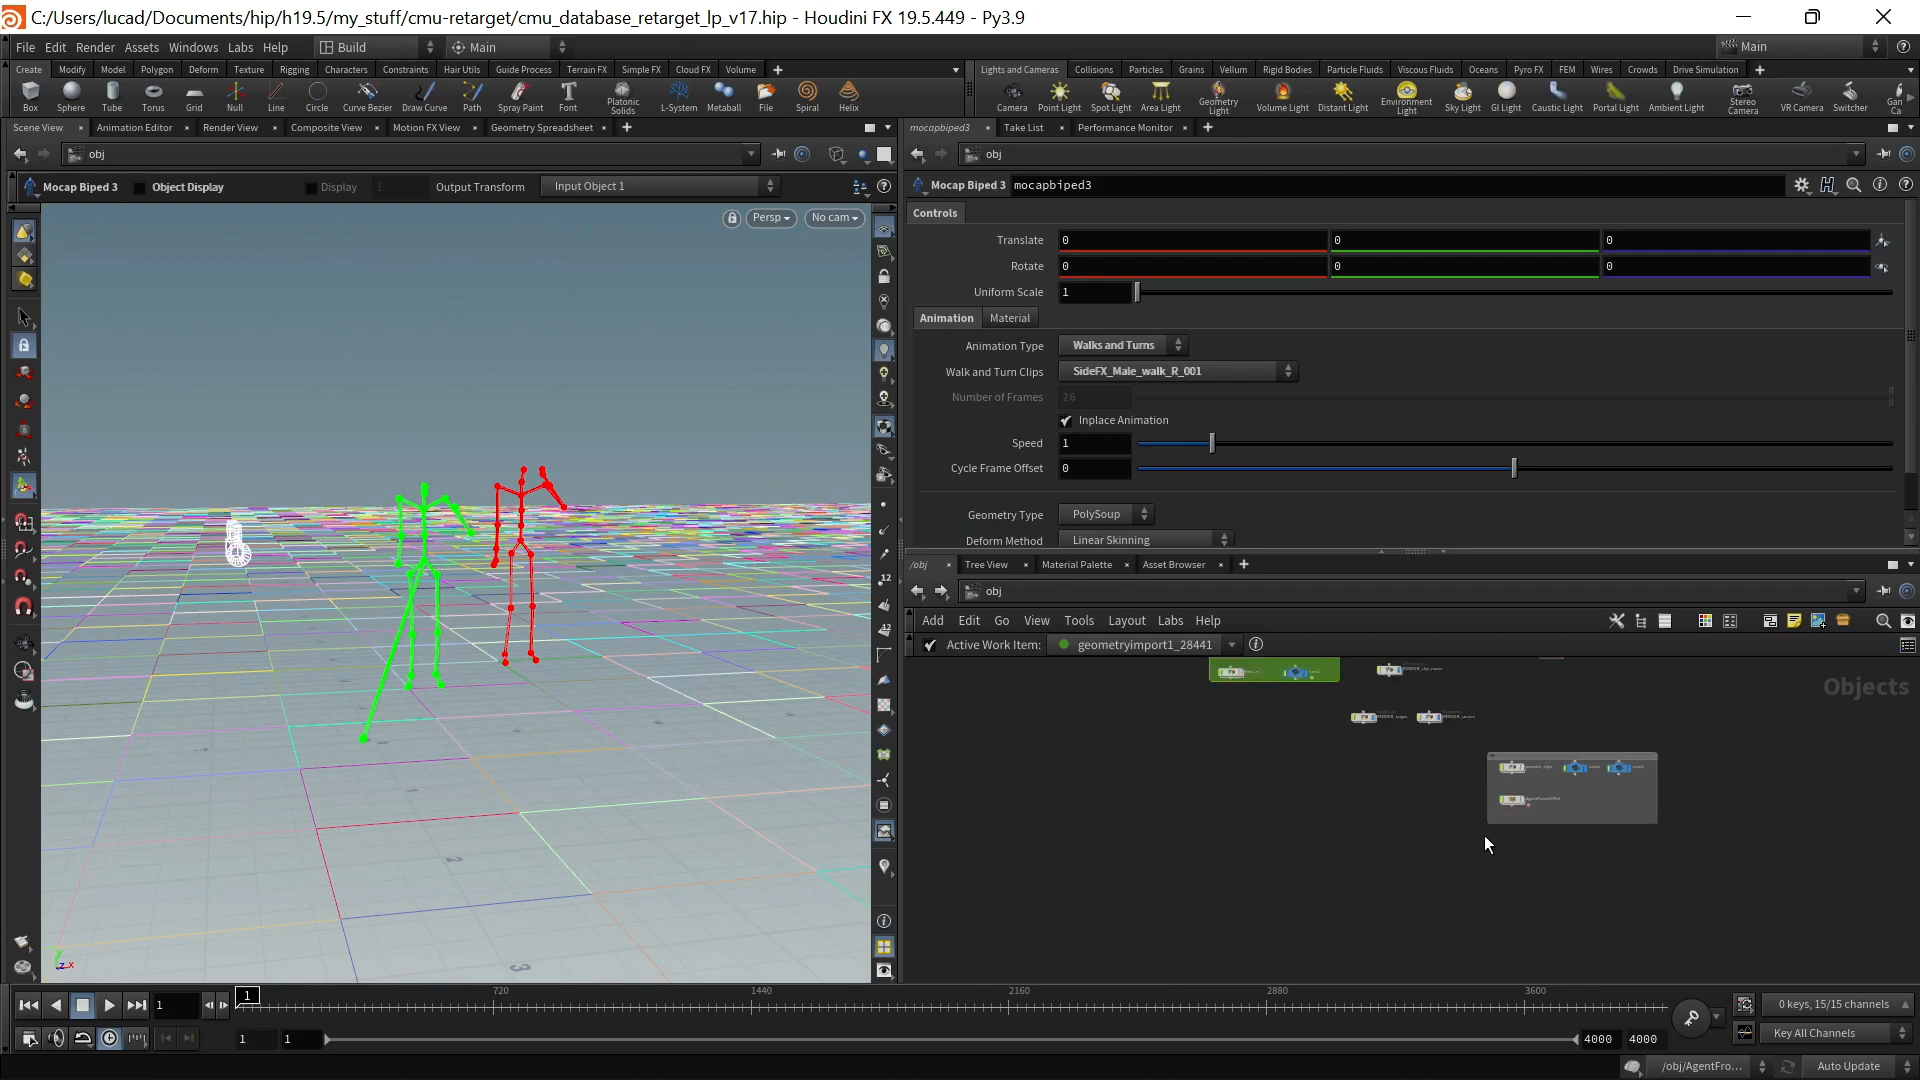 C:/Users/lucad/Documents/hip/h19.5/my_stuff/cmu-retarget/cmu_database_retarget_lp_v17.hip - Houdini FX 19.5.449 - Py3.9
File Edit Render Assets Windows Labs Help Build Main Main
Create Modify Model Polygon Deform Texture Rigging Characters Constraints Hair Utils Guide Process Terrain FX Simple FX Cloud FX Volume
Lights and Cameras Collisions Particles Grains Vellum Rigid Bodies Particle Fluids Viscous Fluids Oceans Pyro FX FEM Wires Crowds Drive Simulation
Box Sphere Tube Torus Grid Null Line Circle Curve Bezier Draw Curve Path Spray Paint Font Platonic Solids L-System Metaball File Spiral Helix
Camera Point Light Spot Light Area Light Geometry Light Volume Light Distant Light Environment Light Sky Light GI Light Caustic Light Portal Light Ambient Light Stereo Camera VR Camera Switcher
Scene View Animation Editor Render View Composite View Motion FX View Geometry Spreadsheet
mocapbiped3 Take List Performance Monitor
obj
obj
Mocap Biped 3 Object Display Display 1 Output Transform Input Object 1
Mocap Biped 3 mocapbiped3
Persp No cam
Controls
Translate 0 0 0
Rotate 0 0 0
Uniform Scale 1
Animation Material
Animation Type Walks and Turns
Walk and Turn Clips SideFX_Male_walk_R_001
Number of Frames 26
Inplace Animation
Speed 1
Cycle Frame Offset 0
Geometry Type PolySoup
Deform Method Linear Skinning
/obj Tree View Material Palette Asset Browser
obj
Add Edit Go View Tools Layout Labs Help
Active Work Item: geometryimport1_28441
Objects
12
12
2
3
z x
1 1 720 1440 2160 2880 3600
0 keys, 15/15 channels
1 1 4000 4000
Key All Channels
/obj/AgentFro... Auto Update